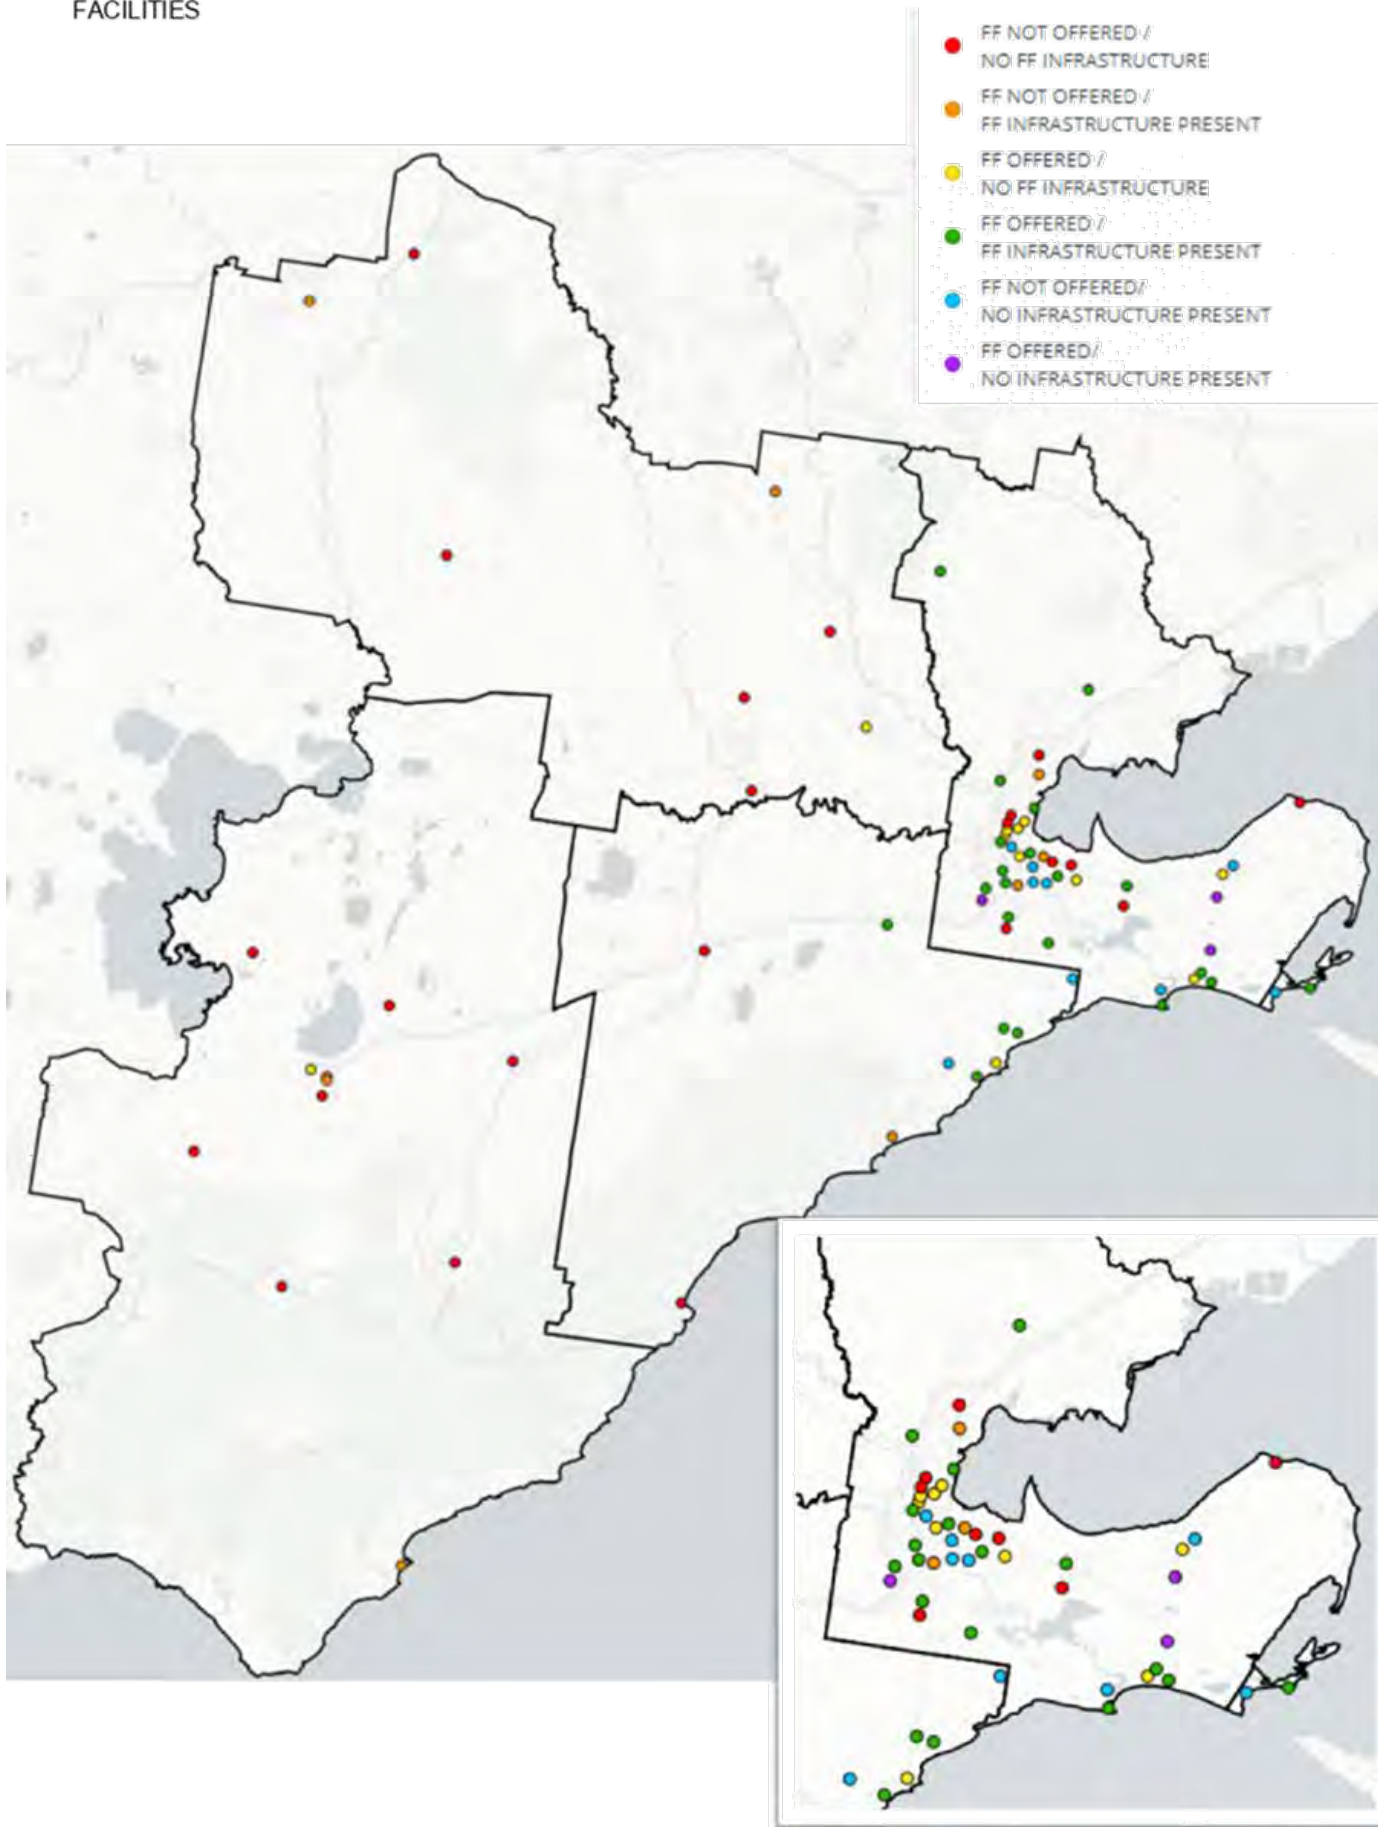 FACILITIES
FF NOT OFFERED /
NO FF INFRASTRUCTURE
FF NOT OFFERED /
FF INFRASTRUCTURE PRESENT
FF OFFERED /
NO FF INFRASTRUCTURE
FF OFFERED /
FF INFRASTRUCTURE PRESENT
FF NOT OFFERED/
NO INFRASTRUCTURE PRESENT
FF OFFERED/
NO INFRASTRUCTURE PRESENT